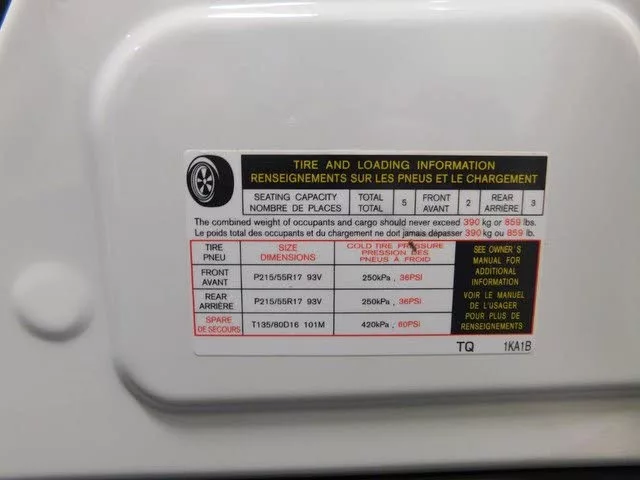 TIRE AND LOADING INFORMATION
RENSEIGNEMENTS SUR LES PNEUS ET LE CHARGEMENT
SEATING CAPACITY TOTAL 5 FRONT 2 REAR 3
NOMBRE DE PLACES TOTAL AVANT ARRIÈRE
The combined weight of occupants and cargo should never exceed 390 kg or 859 lbs.
Le poids total des occupants et du chargement ne doit jamais dépasser 390 kg ou 859 lb.
TIRE SIZE COLD TIRE PRESSURE
PNEU DIMENSIONS PRESSION DES
PNEUS À FROID
FRONT
AVANT P215/55R17 93V 250kPa , 36PSI
REAR
ARRIÈRE P215/55R17 93V 250kPa , 36PSI
SPARE
DE SECOURS T135/80D16 101M 420kPa , 60PSI
SEE OWNER'S
MANUAL FOR
ADDITIONAL
INFORMATION
VOIR LE MANUEL
DE L'USAGER
POUR PLUS DE
RENSEIGNEMENTS
TQ 1KA1B